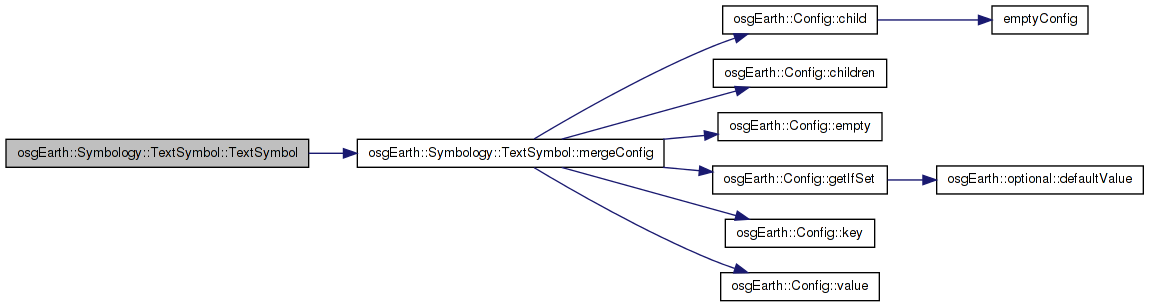 osgEarth::Symbology::TextSymbol::TextSymbol
osgEarth::Symbology::TextSymbol::mergeConfig
osgEarth::Config::child
emptyConfig
osgEarth::Config::children
osgEarth::Config::empty
osgEarth::Config::getIfSet
osgEarth::optional::defaultValue
osgEarth::Config::key
osgEarth::Config::value